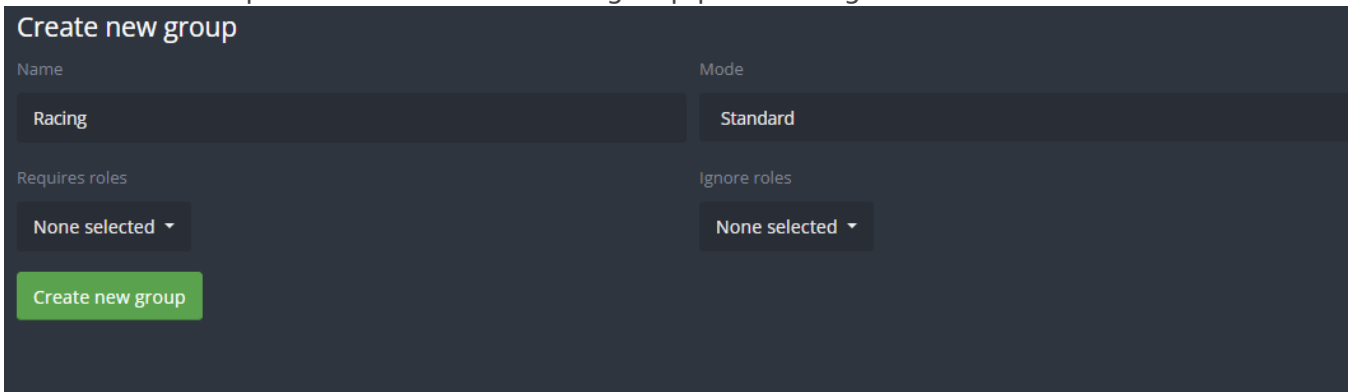 Create new group
Name
Mode
Racing
Standard
Requires roles
Ignore roles
None selected
None selected
Create new group